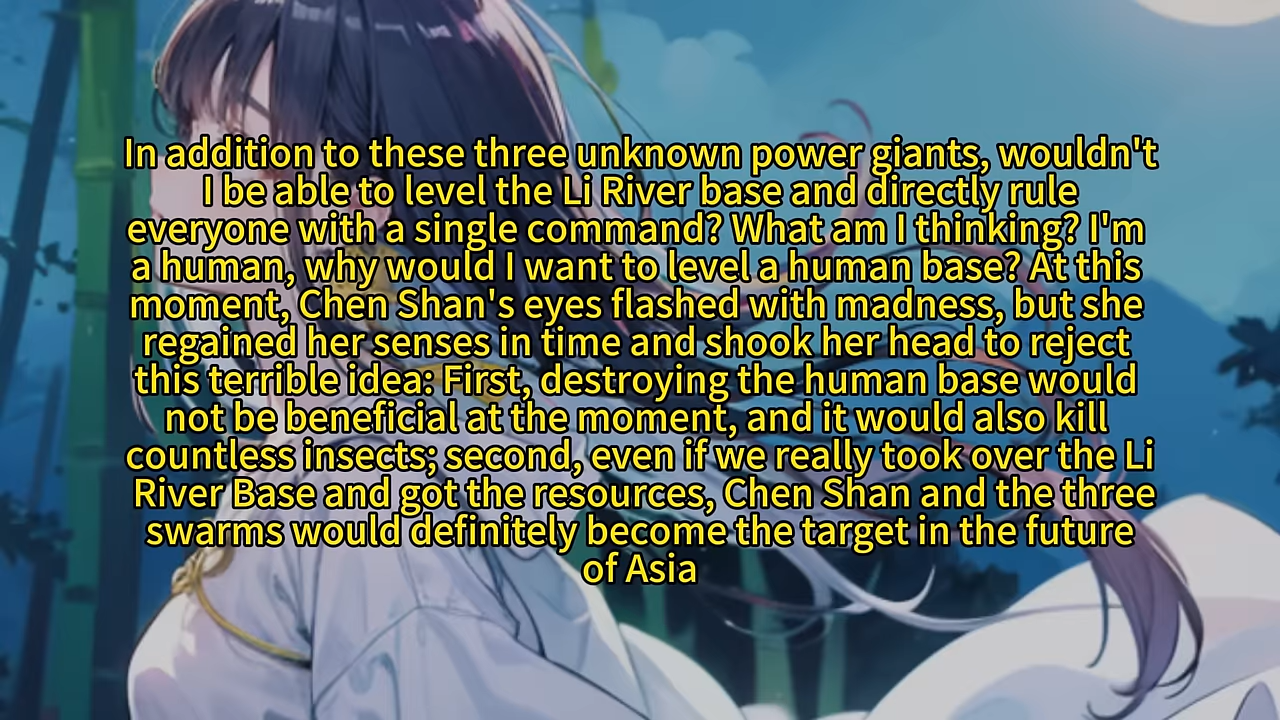 In addition to these three unknown power giants, wouldn't
I be able to level the Li River base and directly rule
everyone with a single command? What am I thinking? I'm
a human, why would I want to level a human base? At this
moment, Chen Shan's eyes flashed with madness, but she
regained her senses in time and shook her head to reject
this terrible idea: First, destroying the human base would
not be beneficial at the moment, and it would also kill
countless insects; second, even if we really took over the Li
River Base and got the resources, Chen Shan and the three
swarms would definitely become the target in the future
of Asia